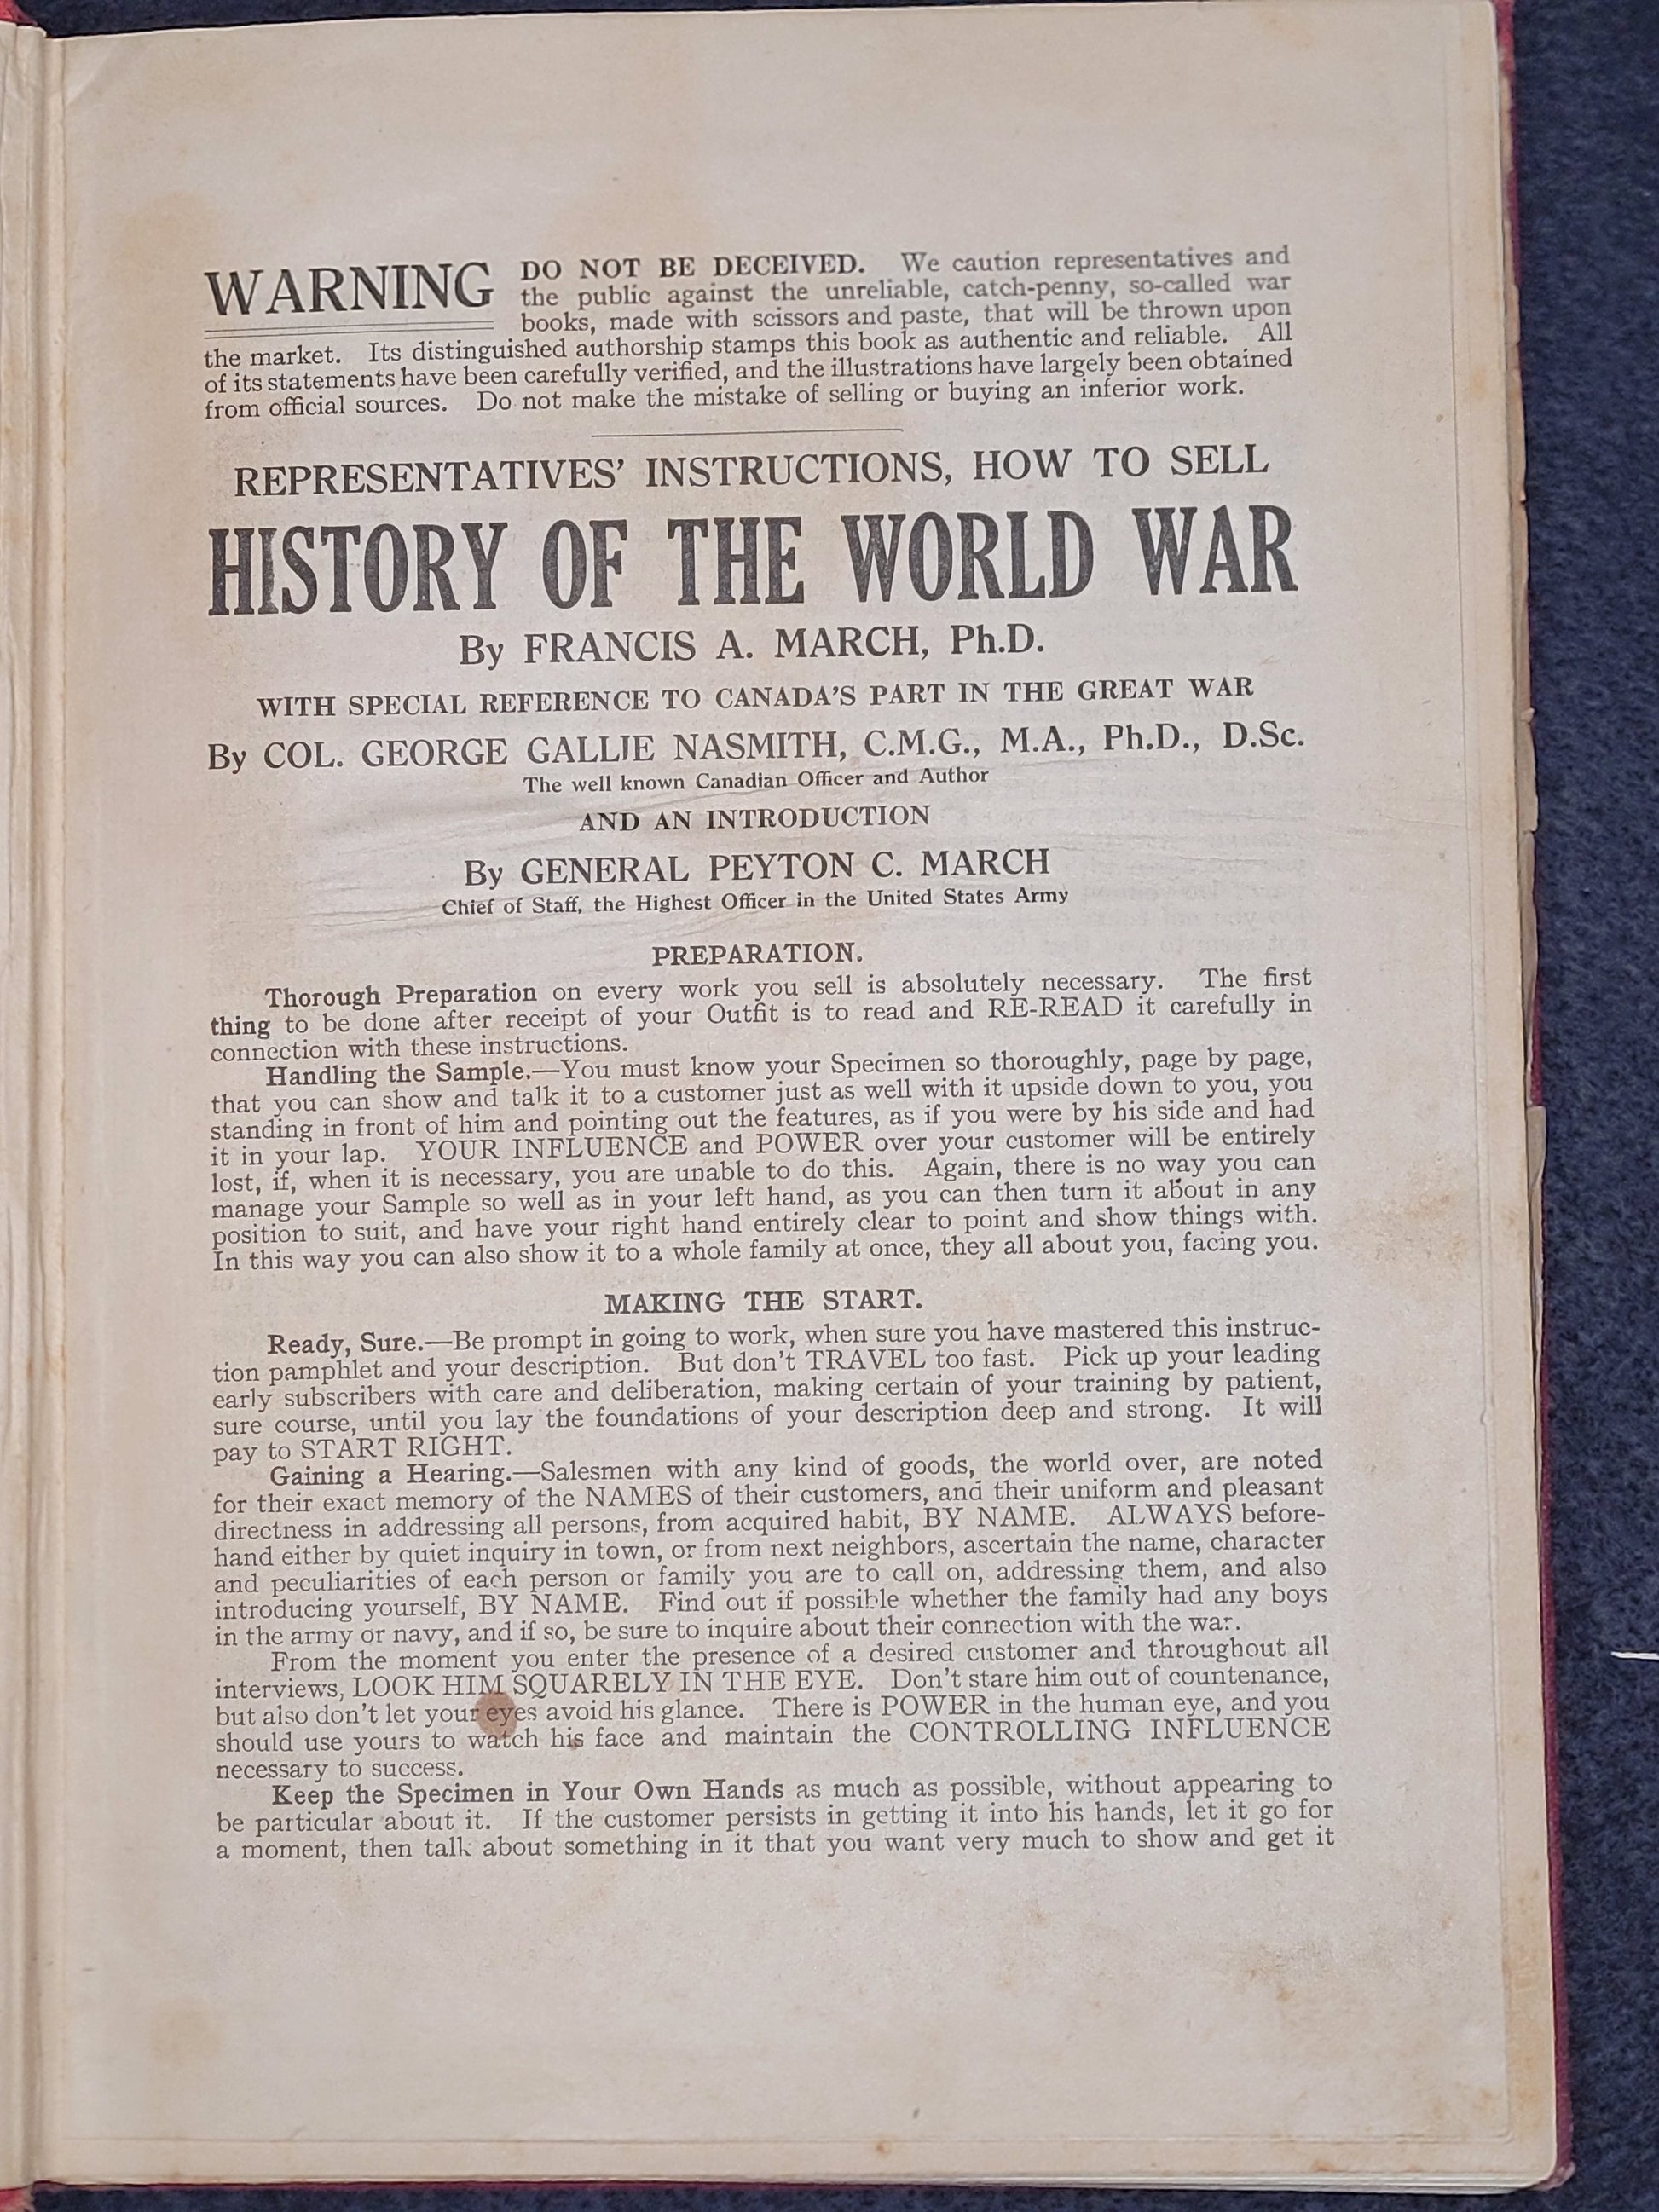 WARNING DO NOT BE DECEIVED. We caution representatives and
the public against the unreliable, catch-penny, so-called war
books, made with scissors and paste, that will be thrown upon
the market. Its distinguished authorship stamps this book as authentic and reliable. All
of its statements have been carefully verified, and the illustrations have largely been obtained
from official sources. Do not make the mistake of selling or buying an inferior work.
REPRESENTATIVES' INSTRUCTIONS, HOW TO SELL
HISTORY OF THE WORLD WAR
By FRANCIS A. MARCH, Ph.D.
WITH SPECIAL REFERENCE TO CANADA'S PART IN THE GREAT WAR
By COL. GEORGE GALLIE NASMITH, C.M.G., M.A., Ph.D., D.Sc.
The well known Canadian Officer and Author
AND AN INTRODUCTION
By GENERAL PEYTON C. MARCH
Chief of Staff, the Highest Officer in the United States Army
PREPARATION.
Thorough Preparation on every work you sell is absolutely necessary. The first
thing to be done after receipt of your Outfit is to read and RE-READ it carefully in
connection with these instructions.
Handling the Sample.—You must know your Specimen so thoroughly, page by page,
that you can show and talk it to a customer just as well with it upside down to you, you
standing in front of him and pointing out the features, as if you were by his side and had
it in your lap. YOUR INFLUENCE and POWER over your customer will be entirely
lost, if, when it is necessary, you are unable to do this. Again, there is no way you can
manage your Sample so well as in your left hand, as you can then turn it about in any
position to suit, and have your right hand entirely clear to point and show things with.
In this way you can also show it to a whole family at once, they all about you, facing you.
MAKING THE START.
Ready, Sure.—Be prompt in going to work, when sure you have mastered this instruc-
tion pamphlet and your description. But don't TRAVEL too fast. Pick up your leading
early subscribers with care and deliberation, making certain of your training by patient,
sure course, until you lay the foundations of your description deep and strong. It will
pay to START RIGHT.
Gaining a Hearing.—Salesmen with any kind of goods, the world over, are noted
for their exact memory of the NAMES of their customers, and their uniform and pleasant
directness in addressing all persons, from acquired habit, BY NAME. ALWAYS before-
hand either by quiet inquiry in town, or from next neighbors, ascertain the name, character
and peculiarities of each person or family you are to call on, addressing them, and also
introducing yourself, BY NAME. Find out if possible whether the family had any boys
in the army or navy, and if so, be sure to inquire about their connection with the war.
From the moment you enter the presence of a desired customer and throughout all
interviews, LOOK HIM SQUARELY IN THE EYE. Don't stare him out of countenance,
but also don't let your eyes avoid his glance. There is POWER in the human eye, and you
should use yours to watch his face and maintain the CONTROLLING INFLUENCE
necessary to success.
Keep the Specimen in Your Own Hands as much as possible, without appearing to
be particular about it. If the customer persists in getting it into his hands, let it go for
a moment, then talk about something in it that you want very much to show and get it